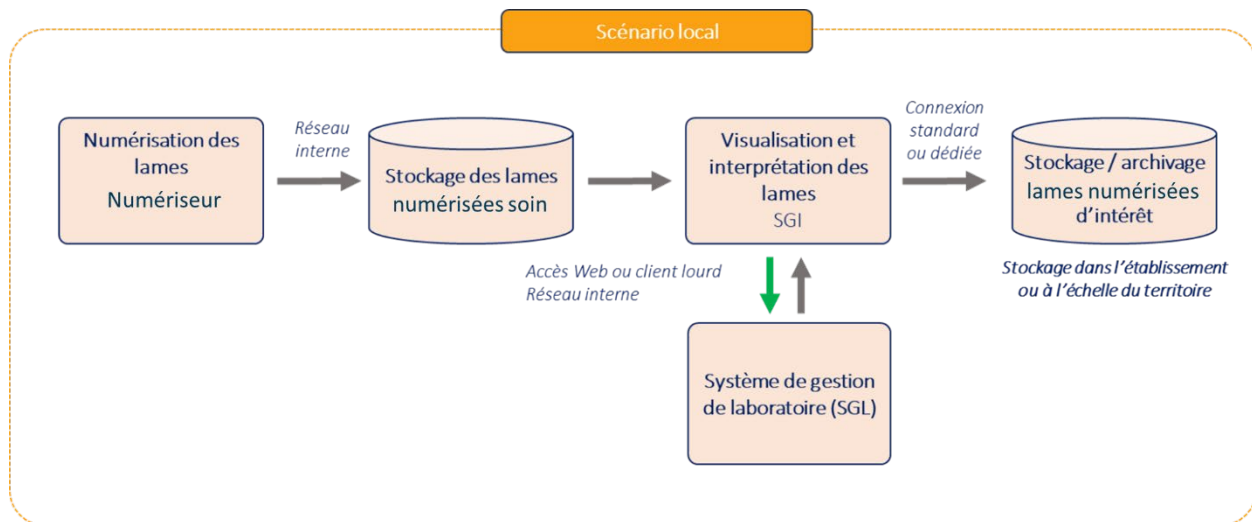 Scénario local
Numérisation des
lames
Numériseur
Réseau
interne
Stockage des lames
numérisées soin
Visualisation et
interprétation des
lames
SGI
Connexion
standard
ou dédiée
Stockage / archivage
lames numérisées
d'intérêt
Stockage dans l'établissement
ou à l'échelle du territoire
Accès Web ou client lourd
Réseau interne
Système de gestion
de laboratoire (SGL)